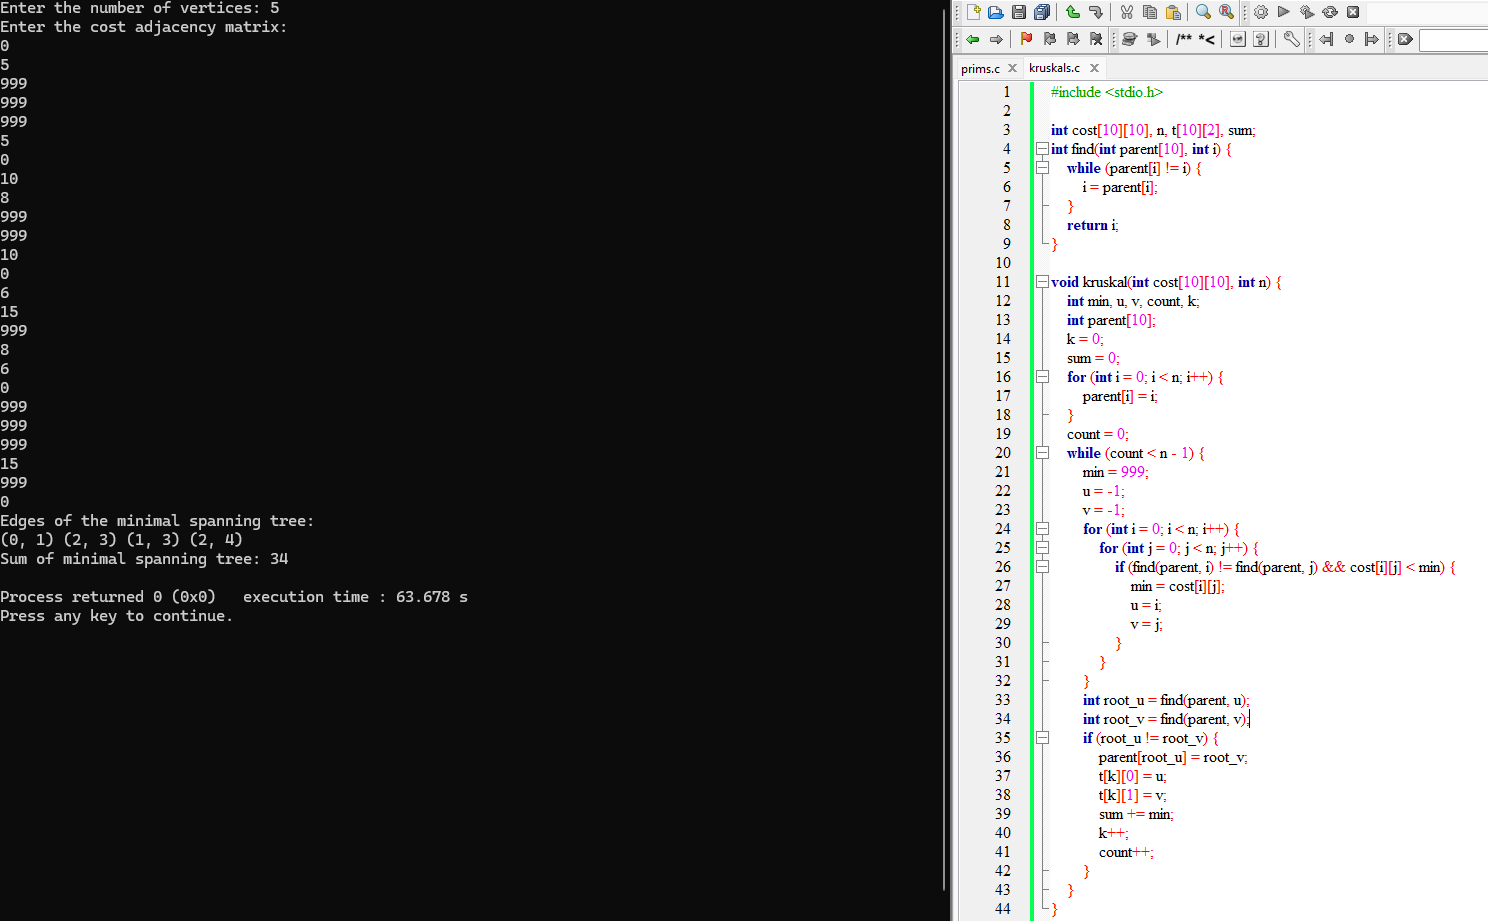 Enter the number of vertices: 5
Enter the cost adjacency matrix:
0
5
999
999
999
5
0
10
8
999
999
10
0
6
15
999
8
6
0
999
999
999
15
999
0
Edges of the minimal spanning tree:
(0, 1) (2, 3) (1, 3) (2, 4)
Sum of minimal spanning tree: 34
Process returned 0 (0x0)   execution time : 63.678 s
Press any key to continue.
/** *<
prims.c
kruskals.c
1 #include <stdio.h>
2
3 int cost[10][10], n, t[10][2], sum;
4 int find(int parent[10], int i) {
5     while (parent[i] != i) {
6         i = parent[i];
7     }
8     return i;
9 }
10
11 void kruskal(int cost[10][10], int n) {
12     int min, u, v, count, k;
13     int parent[10];
14     k = 0;
15     sum = 0;
16     for (int i = 0; i < n; i++) {
17         parent[i] = i;
18     }
19     count = 0;
20     while (count < n - 1) {
21         min = 999;
22         u = -1;
23         v = -1;
24         for (int i = 0; i < n; i++) {
25             for (int j = 0; j < n; j++) {
26                 if (find(parent, i) != find(parent, j) && cost[i][j] < min) {
27                     min = cost[i][j];
28                     u = i;
29                     v = j;
30                 }
31             }
32         }
33         int root_u = find(parent, u);
34         int root_v = find(parent, v);
35         if (root_u != root_v) {
36             parent[root_u] = root_v;
37             t[k][0] = u;
38             t[k][1] = v;
39             sum += min;
40             k++;
41             count++;
42         }
43     }
44 }